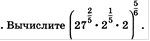 . Вычислите (27^{2/5} · 2^{1/5} · 2)^{5/6}.